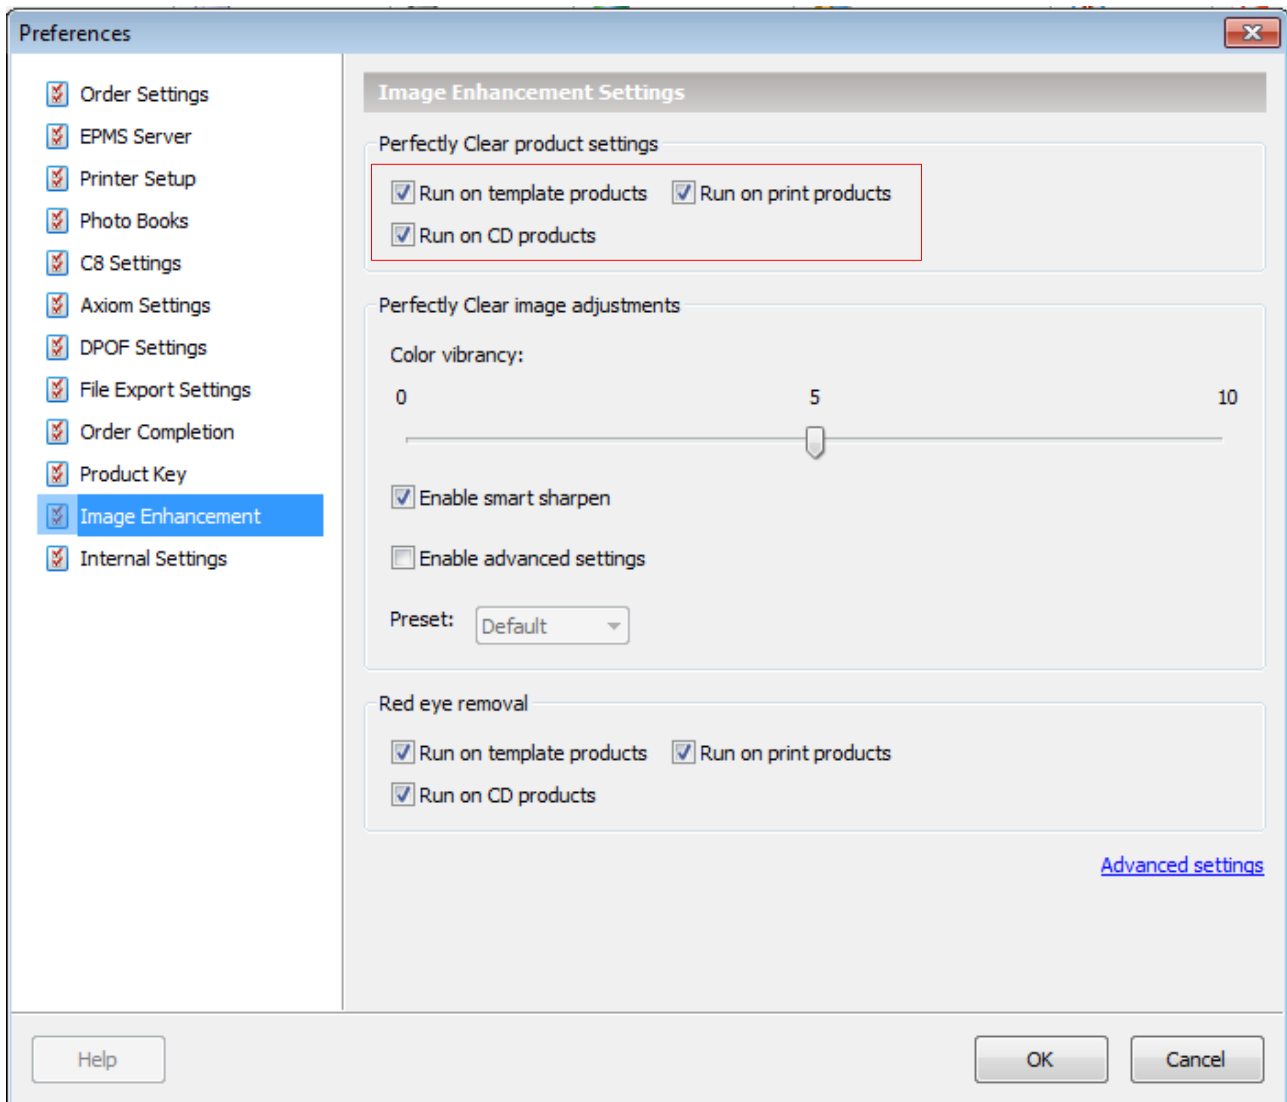 Preferences
Order Settings
EPMS Server
Printer Setup
Photo Books
C8 Settings
Axiom Settings
DPOF Settings
File Export Settings
Order Completion
Product Key
Image Enhancement
Internal Settings
Image Enhancement Settings
Perfectly Clear product settings
Run on template products Run on print products
Run on CD products
Perfectly Clear image adjustments
Color vibrancy:
0 5 10
Enable smart sharpen
Enable advanced settings
Preset: Default
Red eye removal
Run on template products Run on print products
Run on CD products
Advanced settings
Help OK Cancel